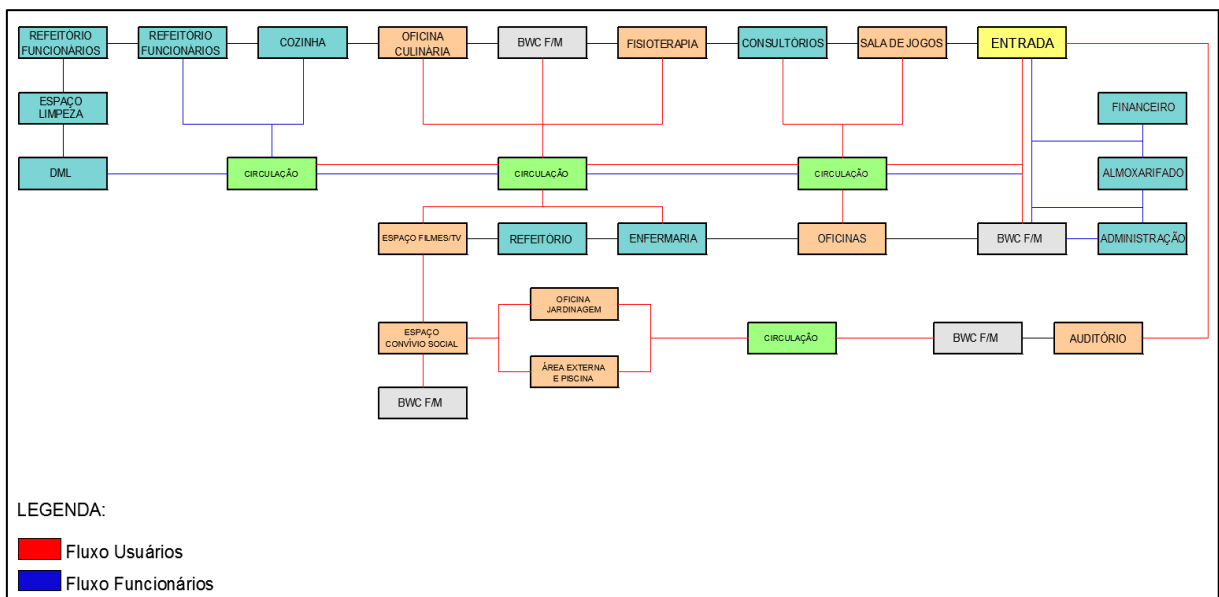 REFEITÓRIO
FUNCIONÁRIOS
REFEITÓRIO
FUNCIONÁRIOS
COZINHA
OFICINA
CULINÁRIA
BWC F/M
FISIOTERAPIA
CONSULTÓRIOS
SALA DE JOGOS
ENTRADA
ESPAÇO
LIMPEZA
FINANCEIRO
DML
CIRCULAÇÃO
CIRCULAÇÃO
CIRCULAÇÃO
ALMOXARIFADO
ESPAÇO FILMES/TV
REFEITÓRIO
ENFERMARIA
OFICINAS
BWC F/M
ADMINISTRAÇÃO
OFICINA
JARDINAGEM
ESPAÇO
CONVÍVIO SOCIAL
CIRCULAÇÃO
BWC F/M
AUDITÓRIO
ÁREA EXTERNA
E PISCINA
BWC F/M
LEGENDA:
Fluxo Usuários
Fluxo Funcionários